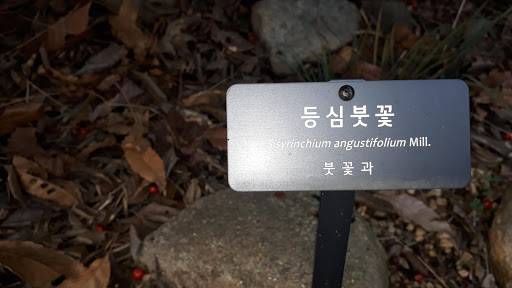 등심붓꽃
Sisyrinchium angustifolium Mill.
붓꽃과